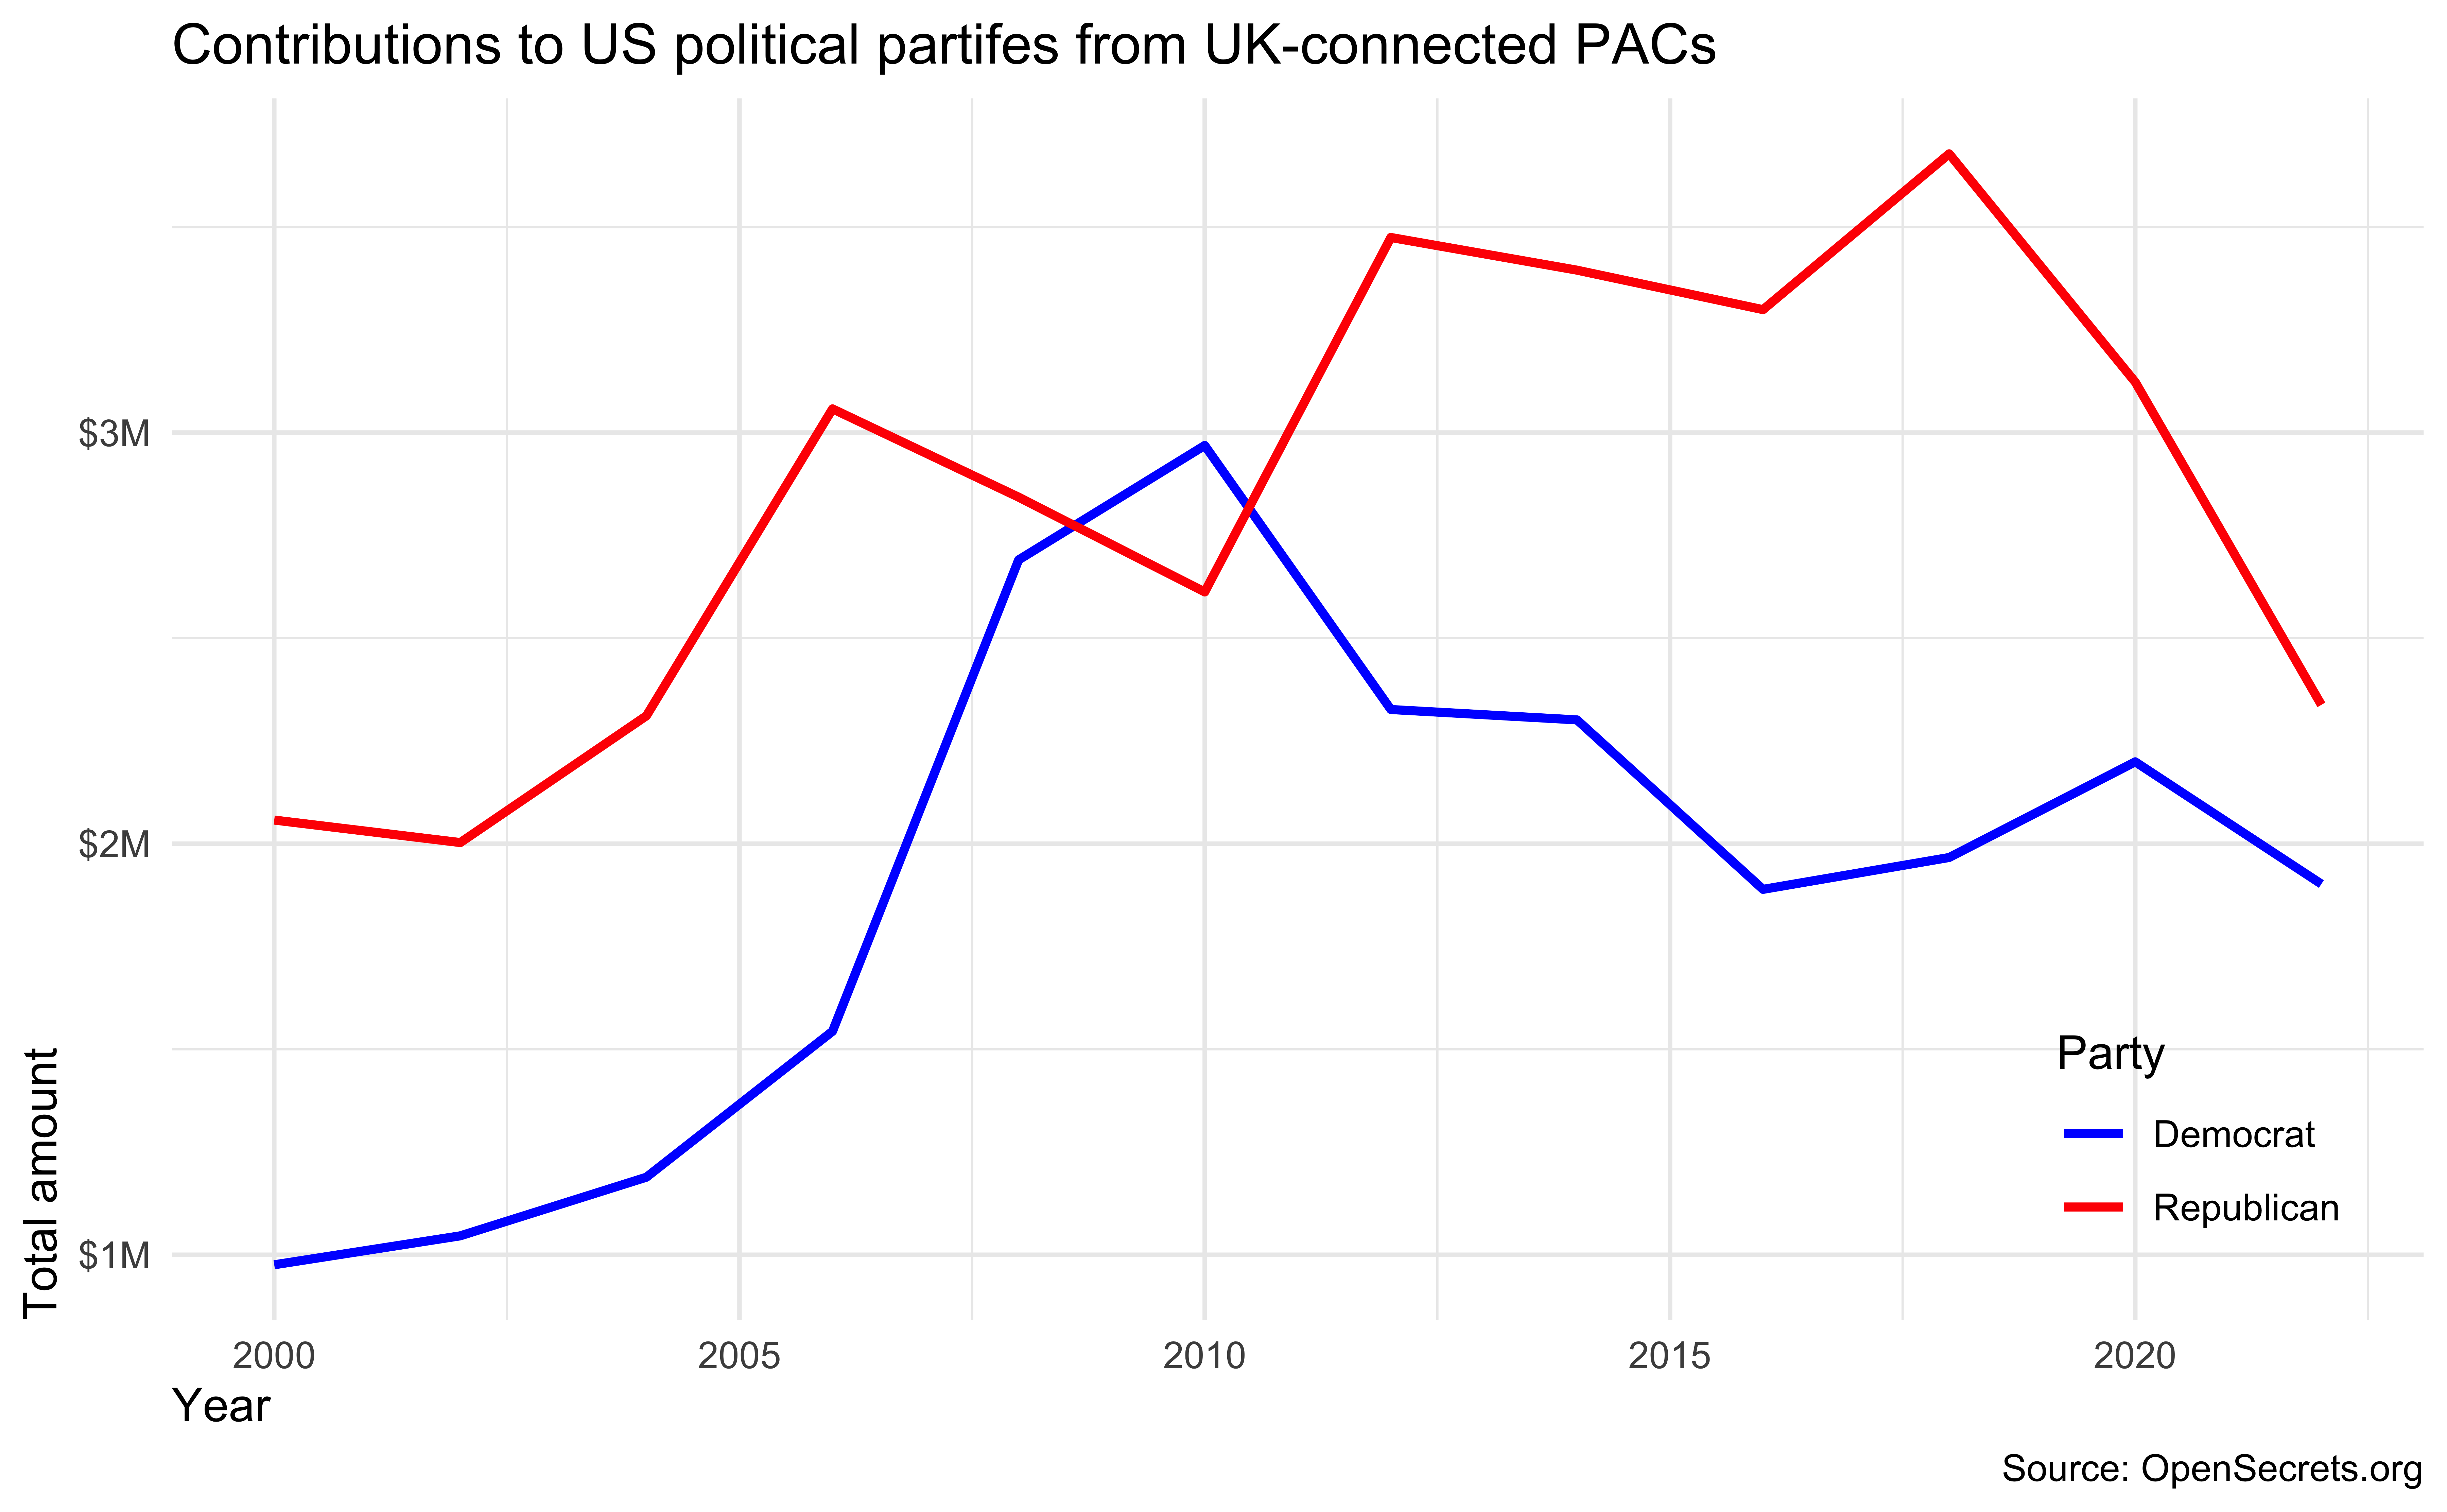 Contributions to US political partifes from UK-connected PACs
$3M
$2M
$1M
Total amount
2000
2005
2010
2015
2020
Year
Party
Democrat
Republican
Source: OpenSecrets.org